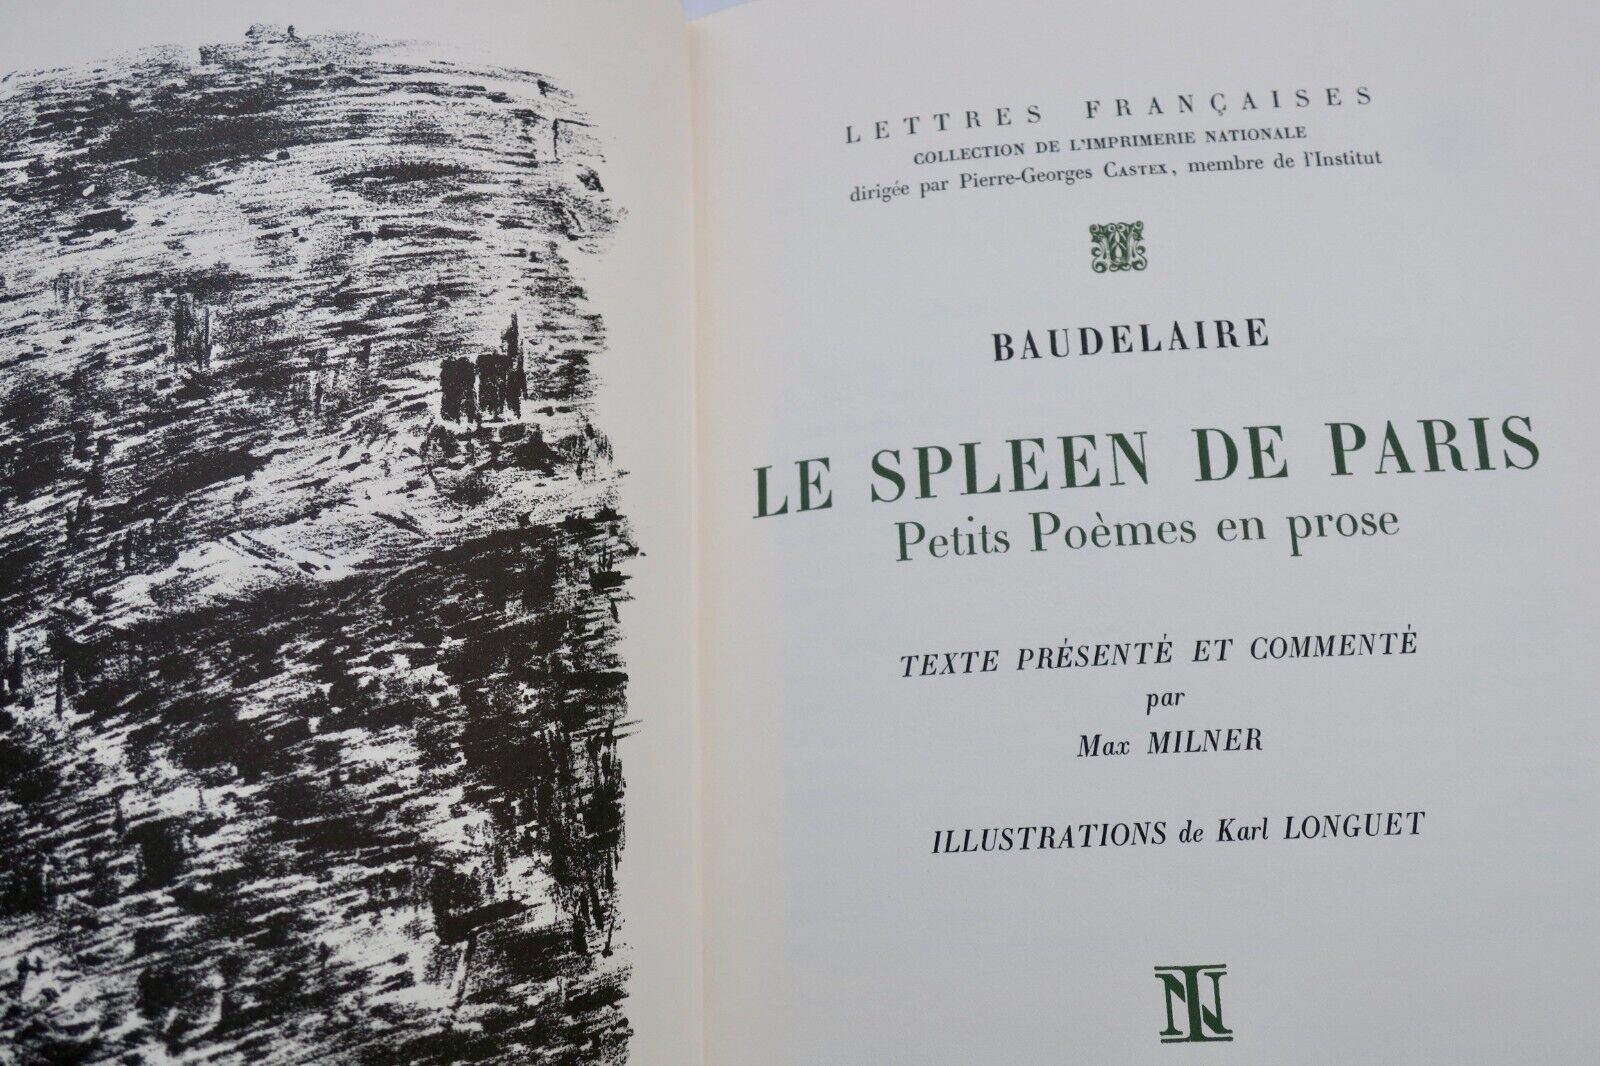 LETTRES FRANÇAISES
COLLECTION DE L'IMPRIMERIE NATIONALE
dirigée par Pierre-Georges CASTEX, membre de l'Institut
BAUDELAIRE
LE SPLEEN DE PARIS
Petits Poèmes en prose
TEXTE PRÉSENTÉ ET COMMENTÉ
par
Max MILNER
ILLUSTRATIONS de Karl LONGUET
IN